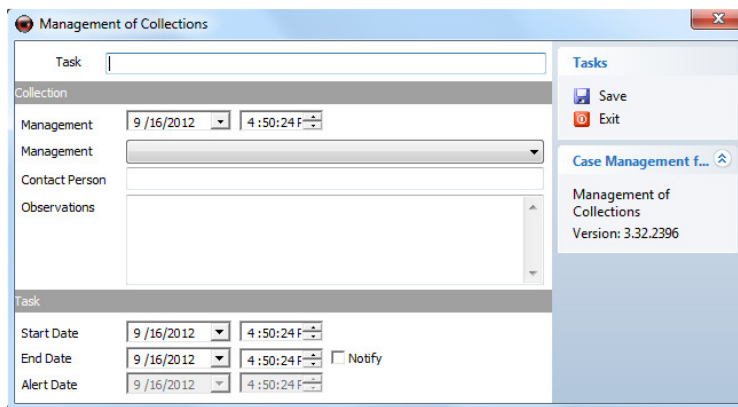 Management of Collections
Task
Collection
Management 9 /16/2012 4:50:24 F
Management
Contact Person
Observations
Task
Start Date 9 /16/2012 4:50:24 F
End Date 9 /16/2012 4:50:24 F Notify
Alert Date 9 /16/2012 4:50:24 F
Tasks
Save
Exit
Case Management f...
Management of
Collections
Version: 3.32.2396